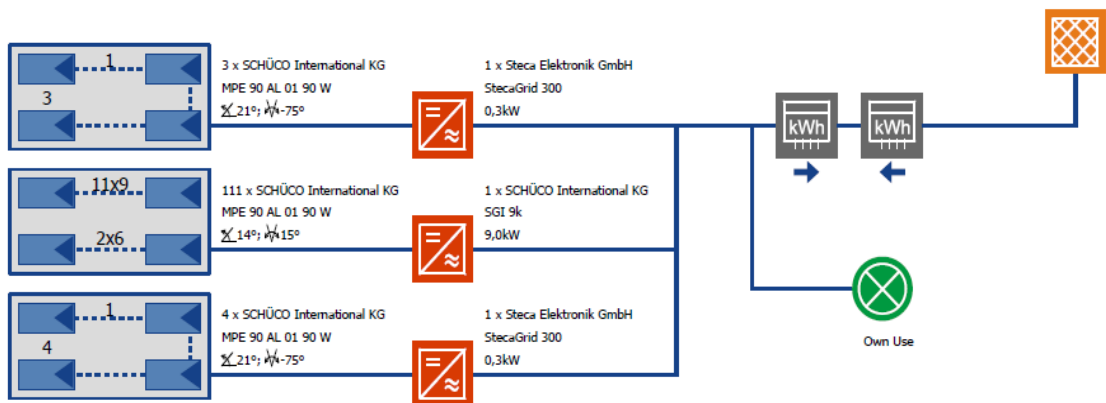 1
3
3 x SCHÜCO International KG
MPE 90 AL 01 90 W
21°; -75°
1 x Steca Elektronik GmbH
StecaGrid 300
0,3kW
kWh
kWh
11x9
2x6
111 x SCHÜCO International KG
MPE 90 AL 01 90 W
14°; 15°
1 x SCHÜCO International KG
SGI 9k
9,0kW
1
4
4 x SCHÜCO International KG
MPE 90 AL 01 90 W
21°; -75°
1 x Steca Elektronik GmbH
StecaGrid 300
0,3kW
Own Use